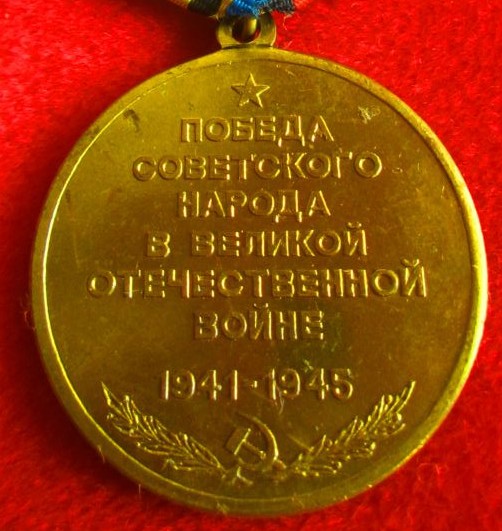 ПОБЕДА
СОВЕТСКОГО
НАРОДА
В ВЕЛИКОЙ
ОТЕЧЕСТВЕННОЙ
ВОЙНЕ
1941-1945